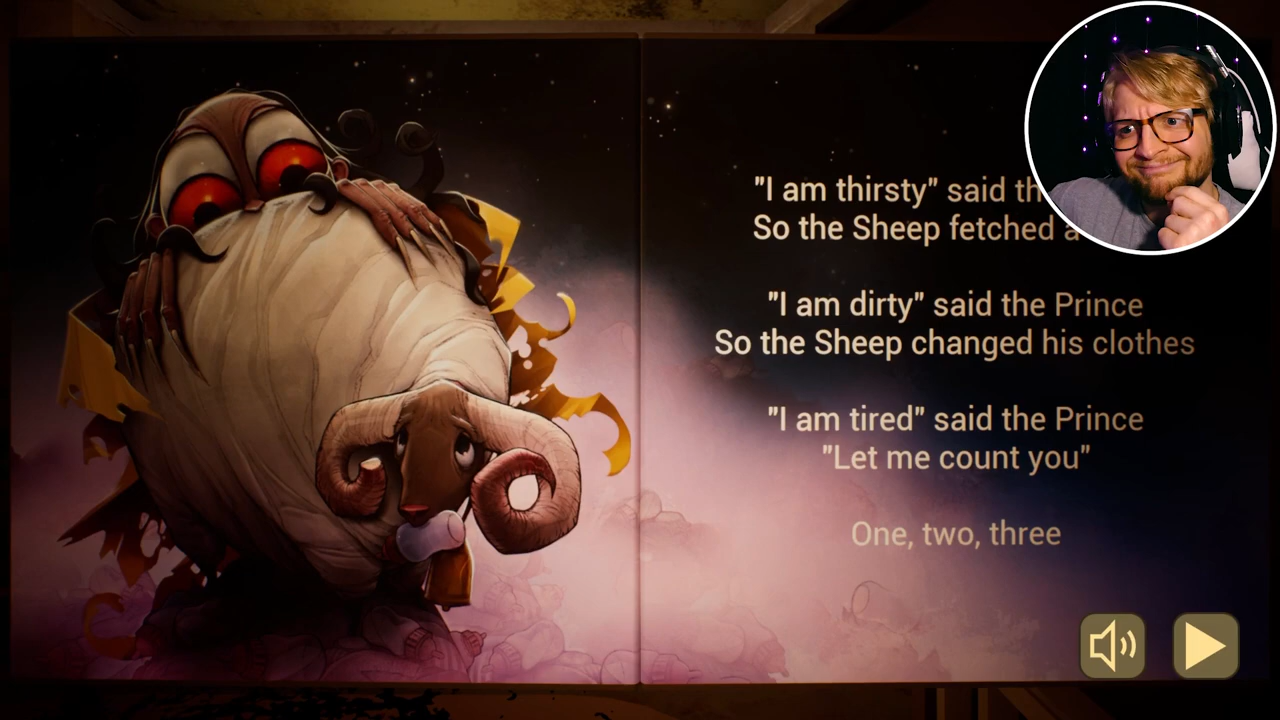 "I am thirsty" said
So the Sheep fetched a
"I am dirty" said the Prince
So the Sheep changed his clothes
"I am tired" said the Prince
"Let me count you"
One, two, three